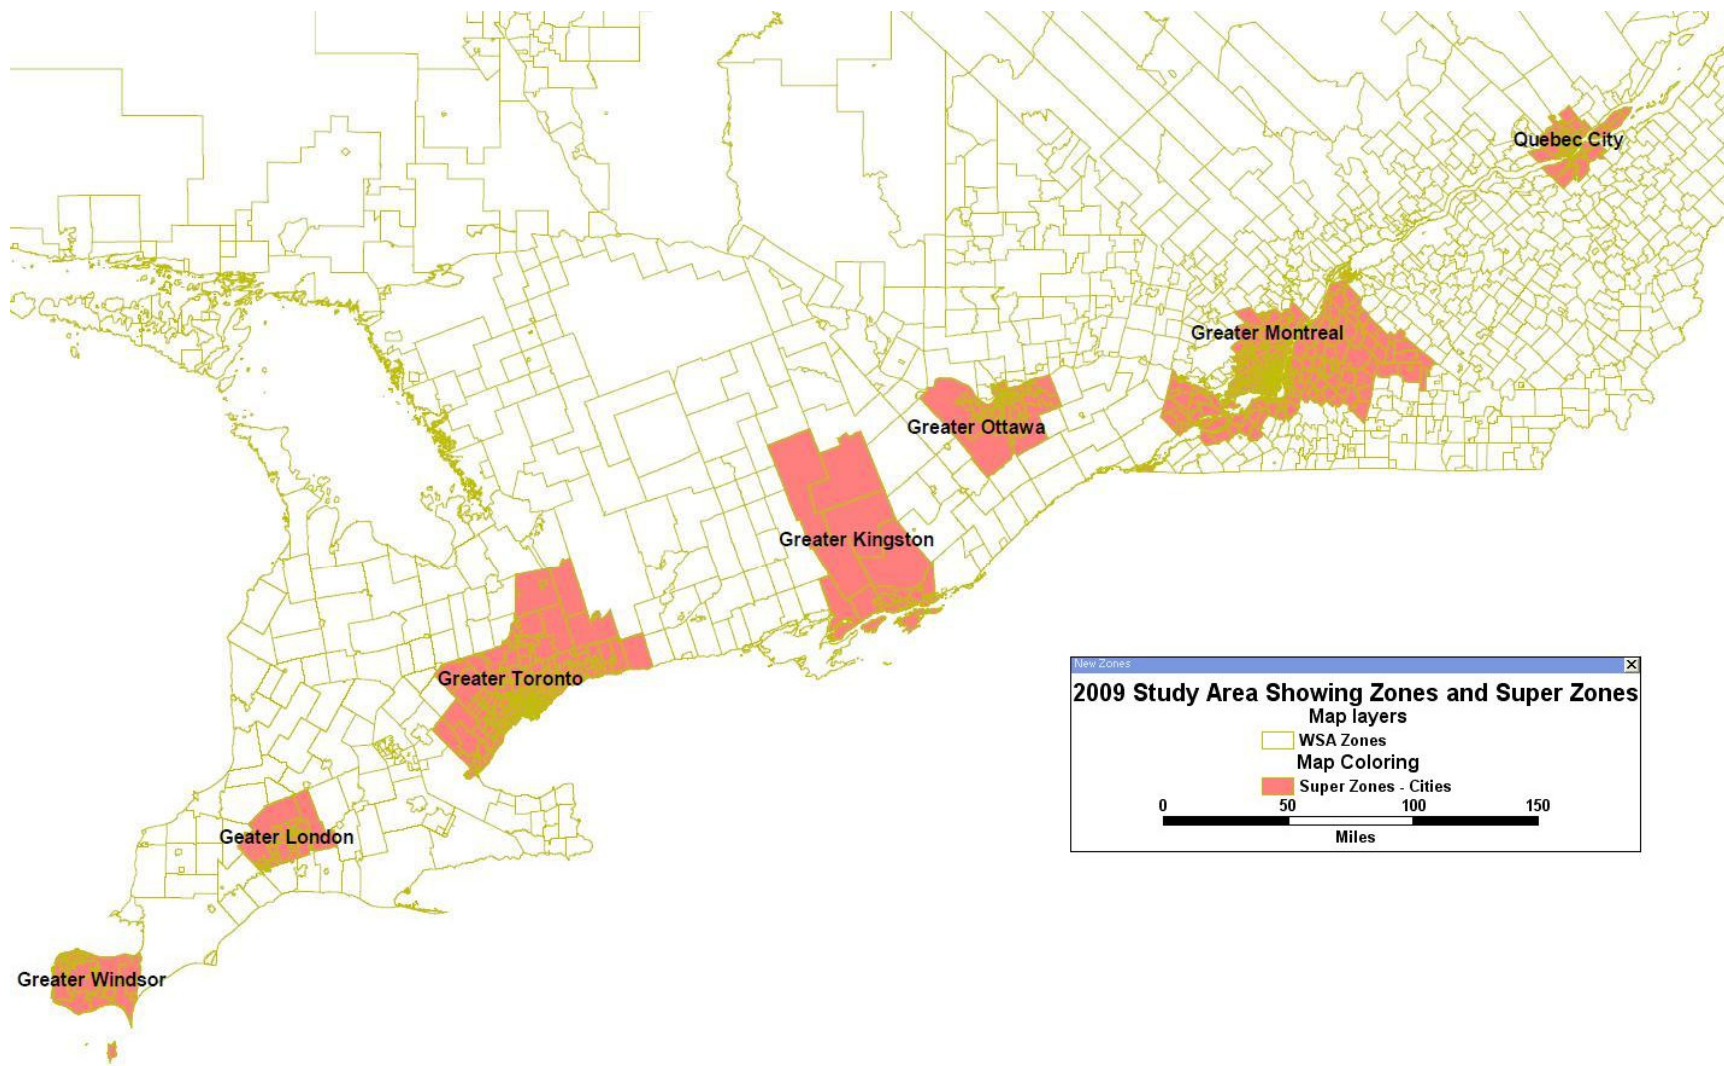 Quebec City
Greater Montreal
Greater Ottawa
Greater Kingston
Greater Toronto
Geater London
Greater Windsor
New Zones
2009 Study Area Showing Zones and Super Zones
Map layers
WSA Zones
Map Coloring
Super Zones - Cities
0 50 100 150
Miles